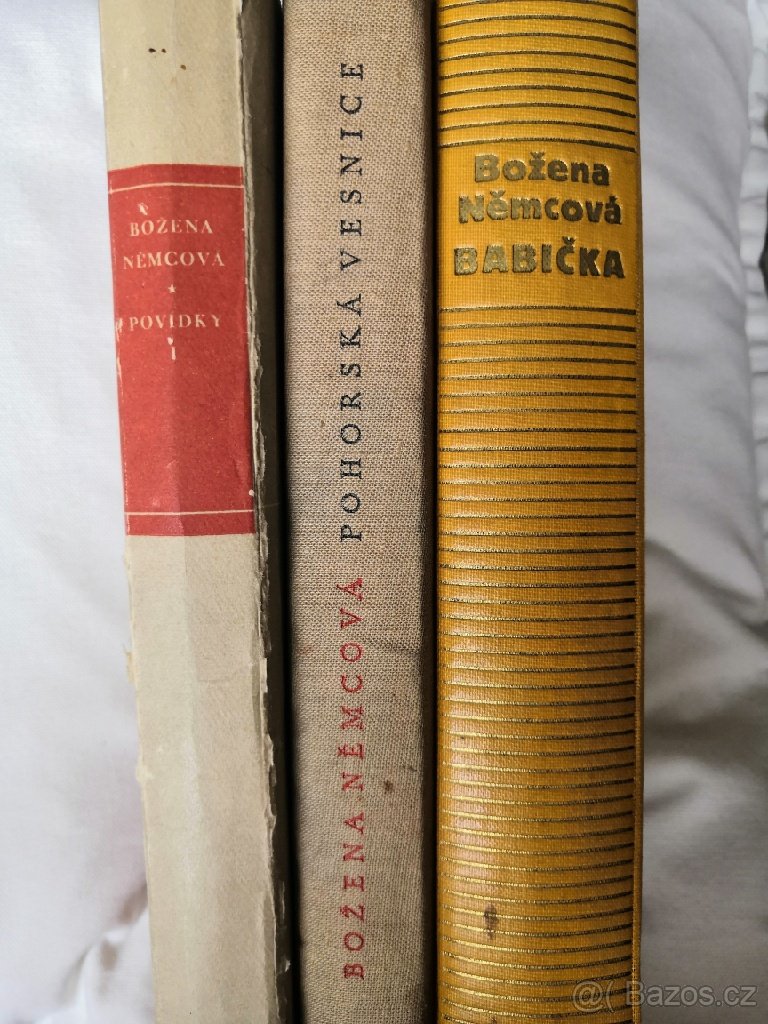 BOŽENA
NĚMCOVÁ
★
POVÍDKY
I
BOŽENA NĚMCOVÁ POHORSKÁ VESNICE
Božena
Němcová
BABIČKA
@ Bazos.cz